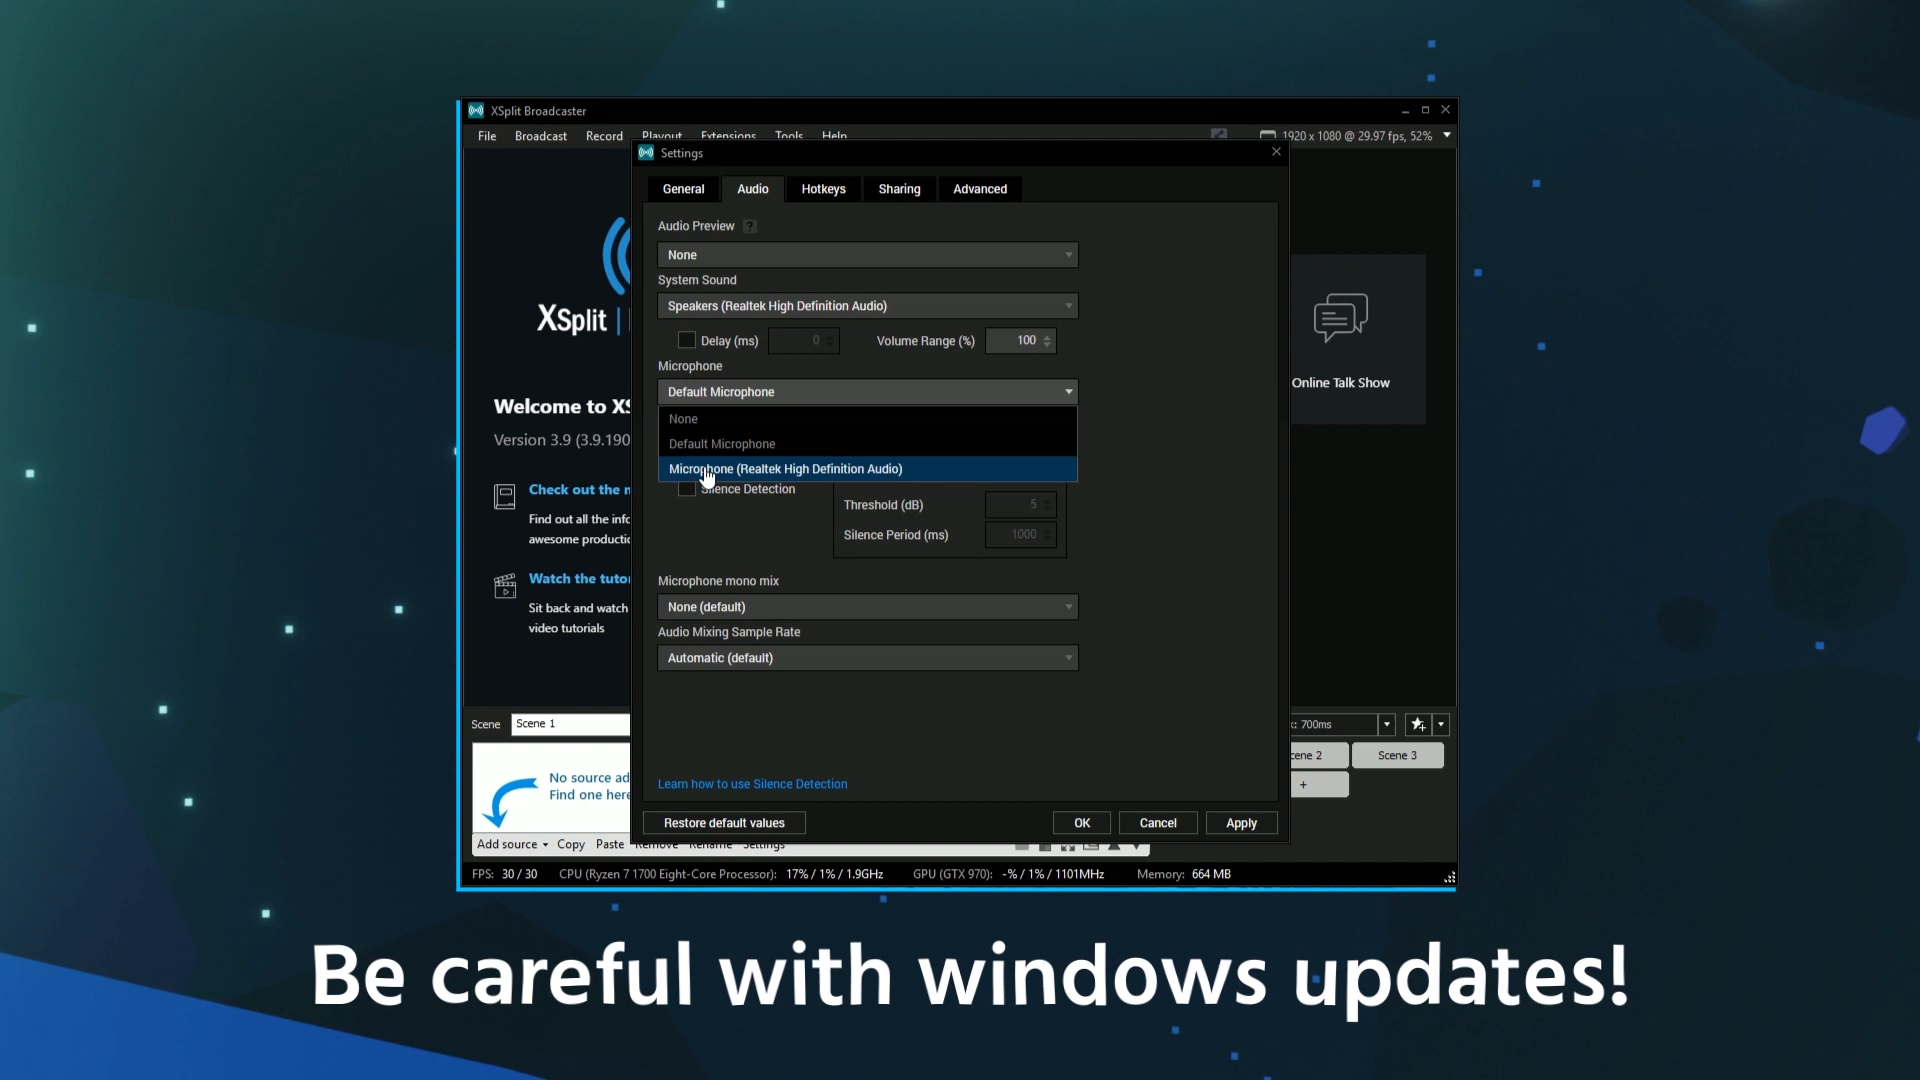 XSplit Broadcaster
File Broadcast Record Playout Extensions Tools Help 1920 x 1080 @ 29.97 fps, 52%
Settings
General Audio Hotkeys Sharing Advanced
Audio Preview ?
None
System Sound
Speakers (Realtek High Definition Audio)
Delay (ms) 0 Volume Range (%) 100
Microphone
Default Microphone
None
Default Microphone
Microphone (Realtek High Definition Audio)
Silence Detection
Threshold (dB) 5
Silence Period (ms) 1000
Microphone mono mix
None (default)
Audio Mixing Sample Rate
Automatic (default)
Learn how to use Silence Detection
Restore default values OK Cancel Apply
XSplit
Welcome to XS
Version 3.9 (3.9.190
Check out the n
Find out all the info
awesome productio
Watch the tutor
Sit back and watch
video tutorials
Online Talk Show
Scene Scene 1
: 700ms
cene 2 Scene 3
+
No source ad
Find one here
Add source Copy Paste Remove Rename Settings
FPS: 30 / 30 CPU (Ryzen 7 1700 Eight-Core Processor): 17% / 1% / 1.9GHz GPU (GTX 970): -% / 1% / 1101MHz Memory: 664 MB
Be careful with windows updates!